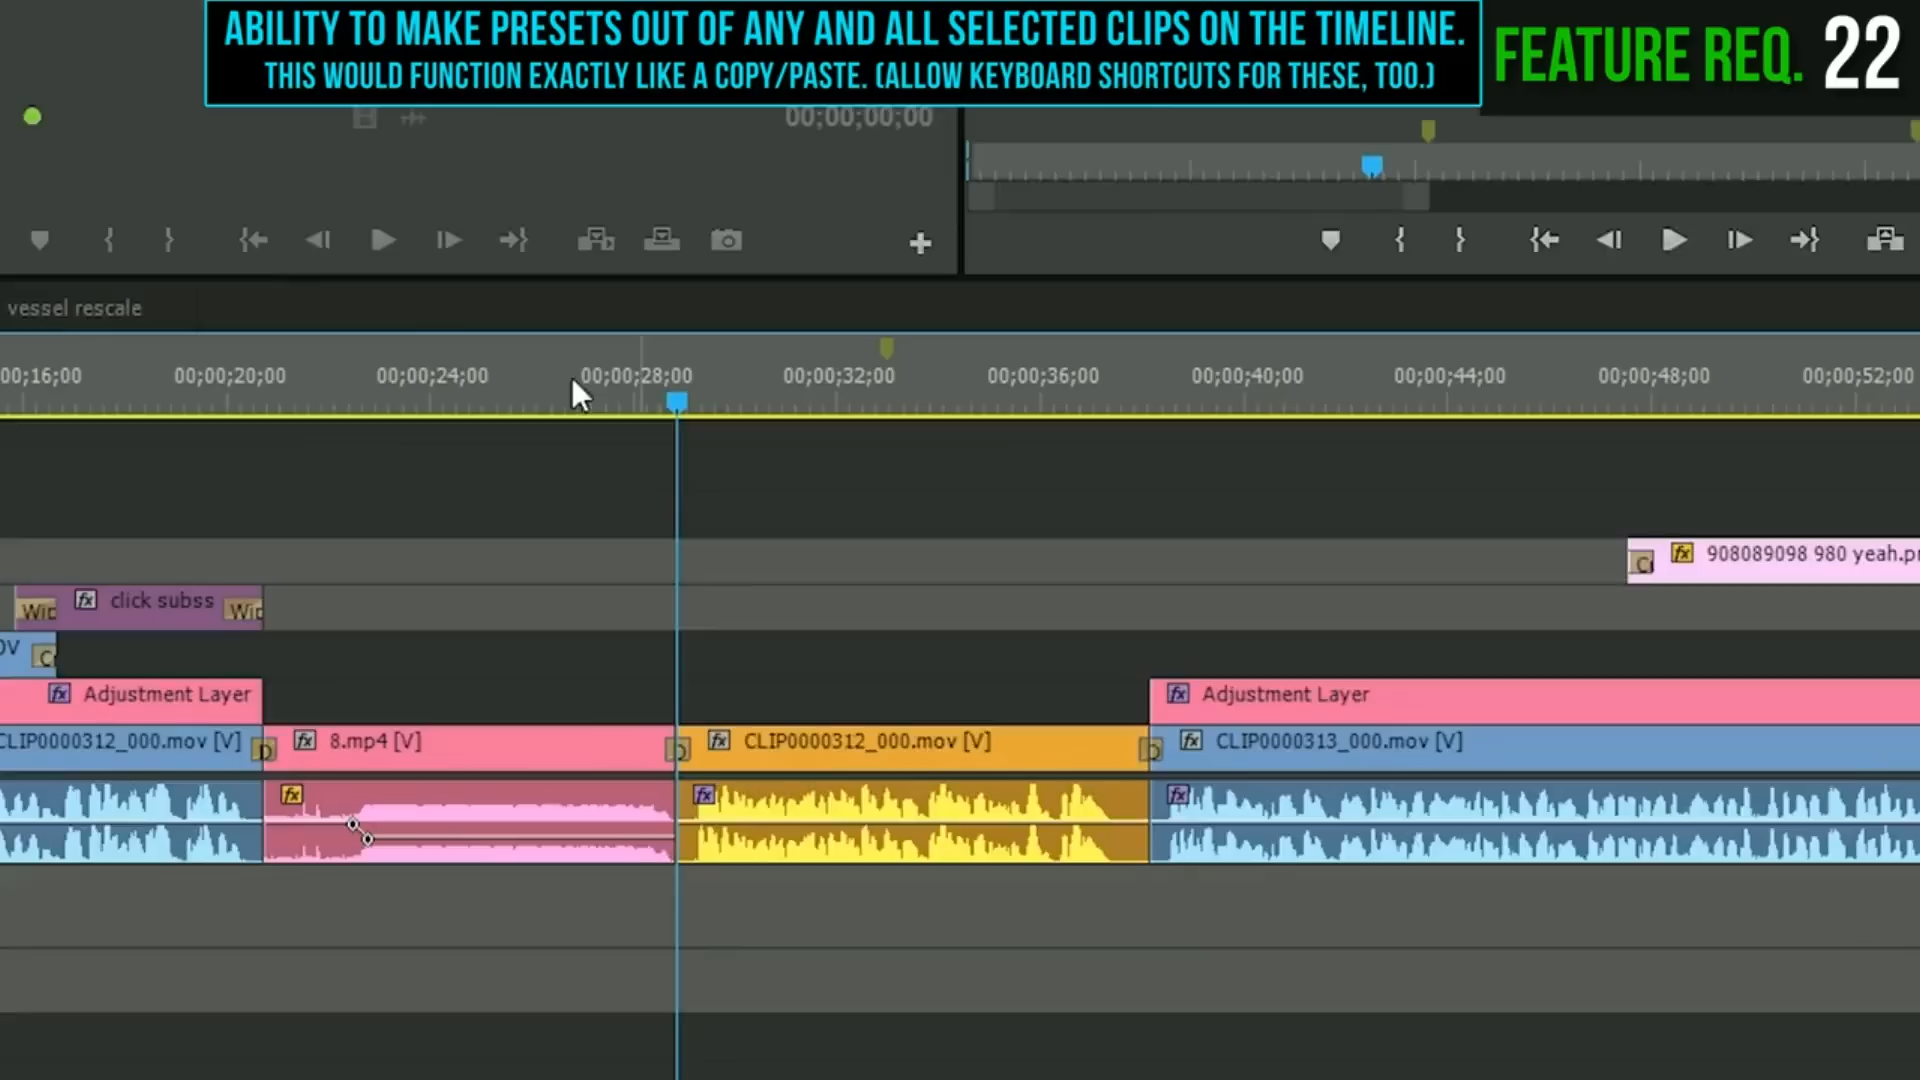 ABILITY TO MAKE PRESETS OUT OF ANY AND ALL SELECTED CLIPS ON THE TIMELINE.
THIS WOULD FUNCTION EXACTLY LIKE A COPY/PASTE. (ALLOW KEYBOARD SHORTCUTS FOR THESE, TOO.)
FEATURE REQ. 22
00;00;00;00
vessel rescale
00;16;00 00;00;20;00 00;00;24;00 00;00;28;00 00;00;32;00 00;00;36;00 00;00;40;00 00;00;44;00 00;00;48;00 00;00;52;00
fx 908089098 980 yeah.p
Wip fx click subss Wip
OV C
fx Adjustment Layer fx Adjustment Layer
CLIP0000312_000.mov [V] D fx 8.mp4 [V] D fx CLIP0000312_000.mov [V] D fx CLIP0000313_000.mov [V]
fx fx fx